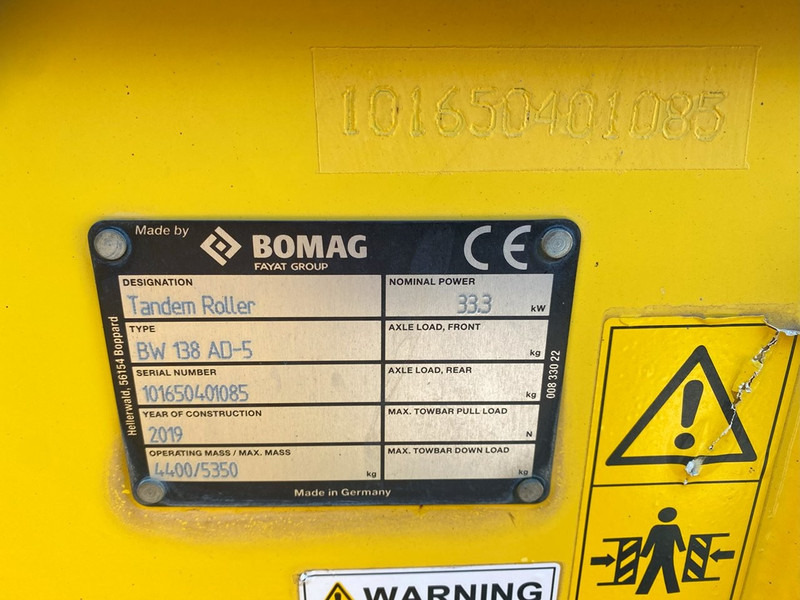 101650401085
Made by BOMAG CE
FAYAT GROUP
DESIGNATION NOMINAL POWER
Tandem Roller 33.3 kW
TYPE AXLE LOAD, FRONT
BW 138 AD-5 kg
SERIAL NUMBER AXLE LOAD, REAR
101650401085 kg
YEAR OF CONSTRUCTION MAX. TOWBAR PULL LOAD
2019 N
OPERATING MASS / MAX. MASS MAX. TOWBAR DOWN LOAD
4400/5350 kg kg
Made in Germany
Hellerwald, 56154 Boppard
008 330 22
WARNING